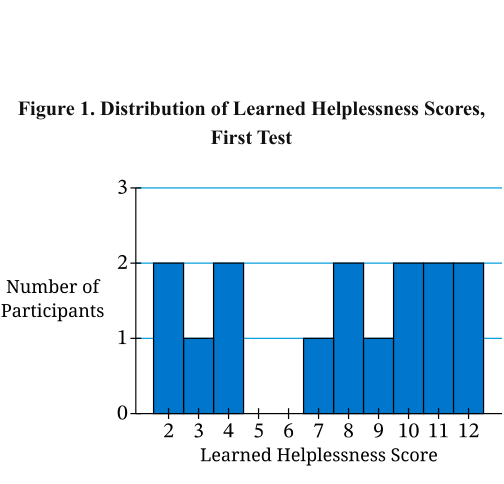 Figure 1. Distribution of Learned Helplessness Scores,
First Test
3
2
Number of
Participants
1
0
2 3 4 5 6 7 8 9 10 11 12
Learned Helplessness Score